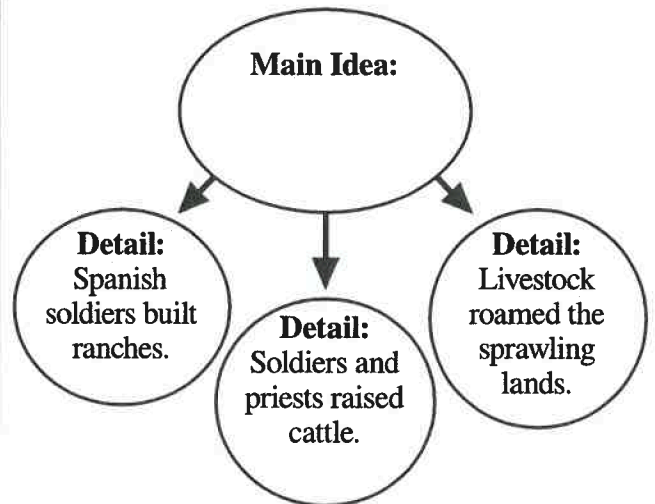 Main Idea:
Detail:
Spanish
soldiers built
ranches.
Detail:
Soldiers and
priests raised
cattle.
Detail:
Livestock
roamed the
sprawling
lands.